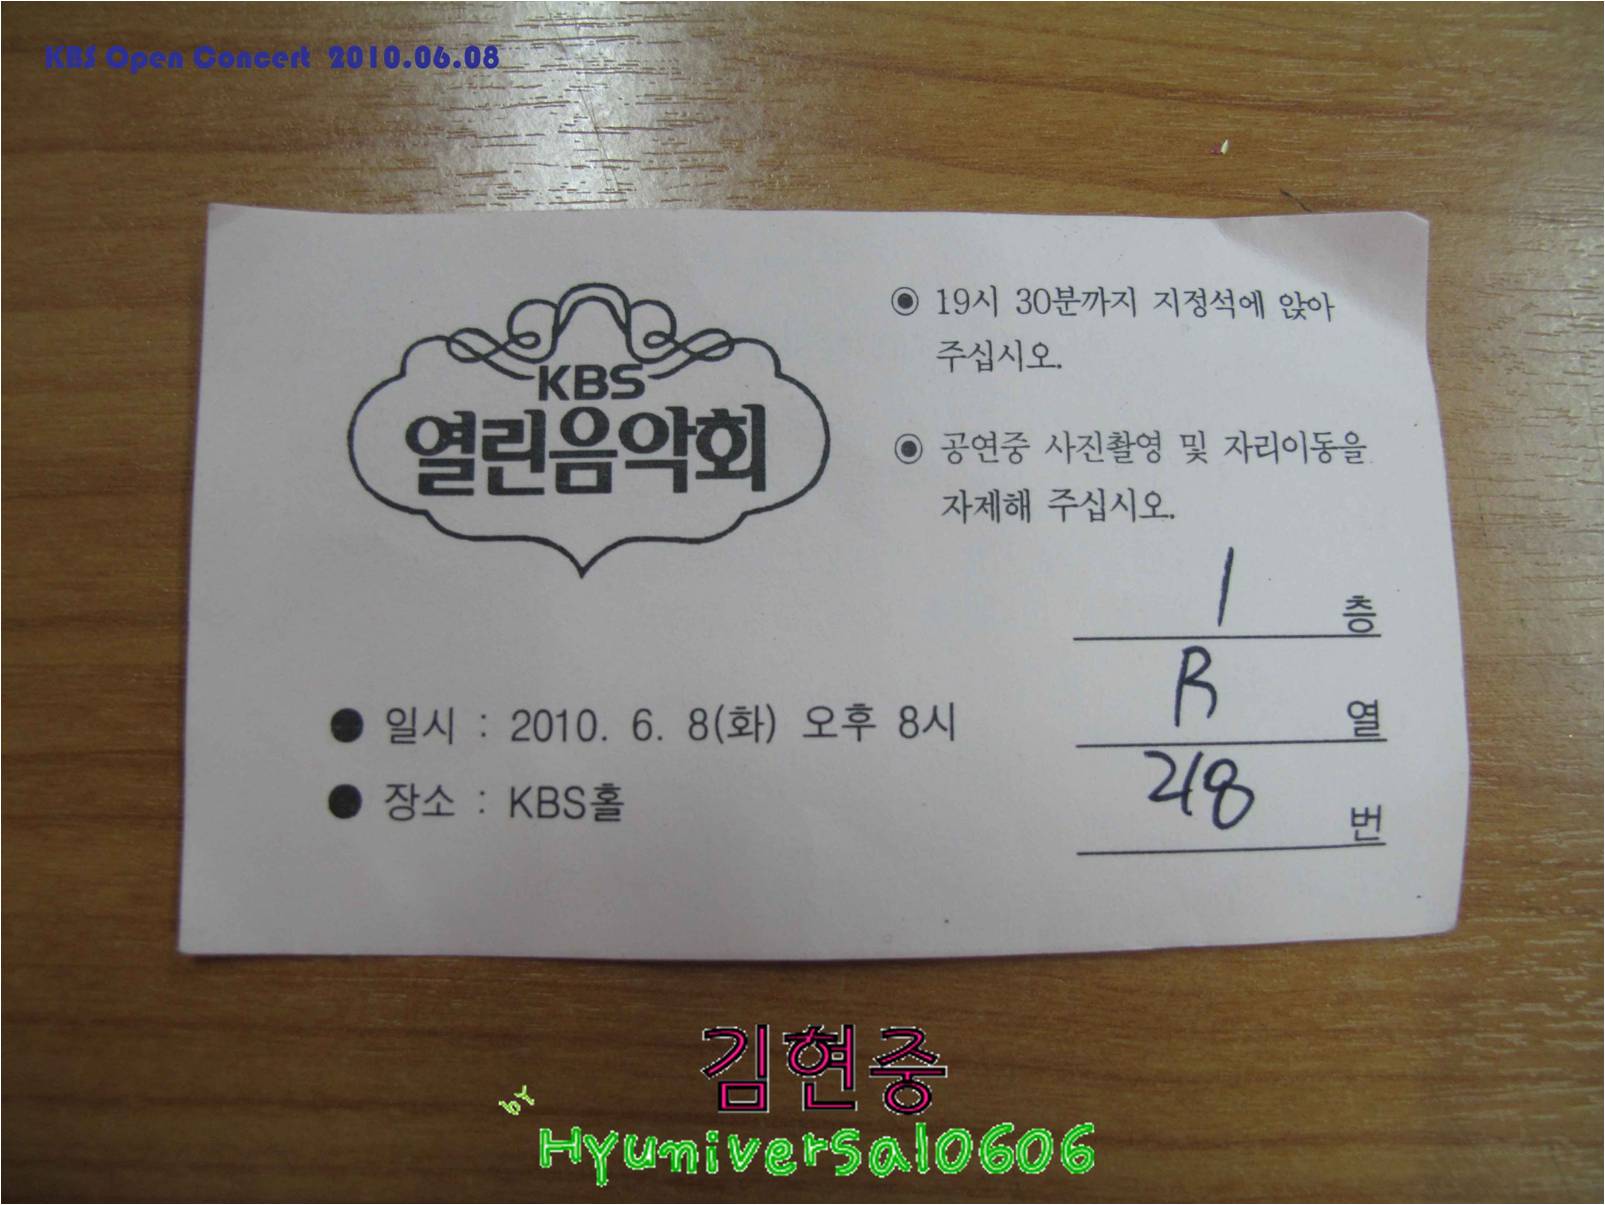 KBS Open Concert 2010.06.08
KBS
열린음악회
◉ 19시 30분까지 지정석에 앉아
주십시오.
◉ 공연중 사진촬영 및 자리이동을
자제해 주십시오.
1 층
R 열
218 번
● 일시 : 2010. 6. 8(화) 오후 8시
● 장소 : KBS홀
김현중
by
Hyuniversal0606